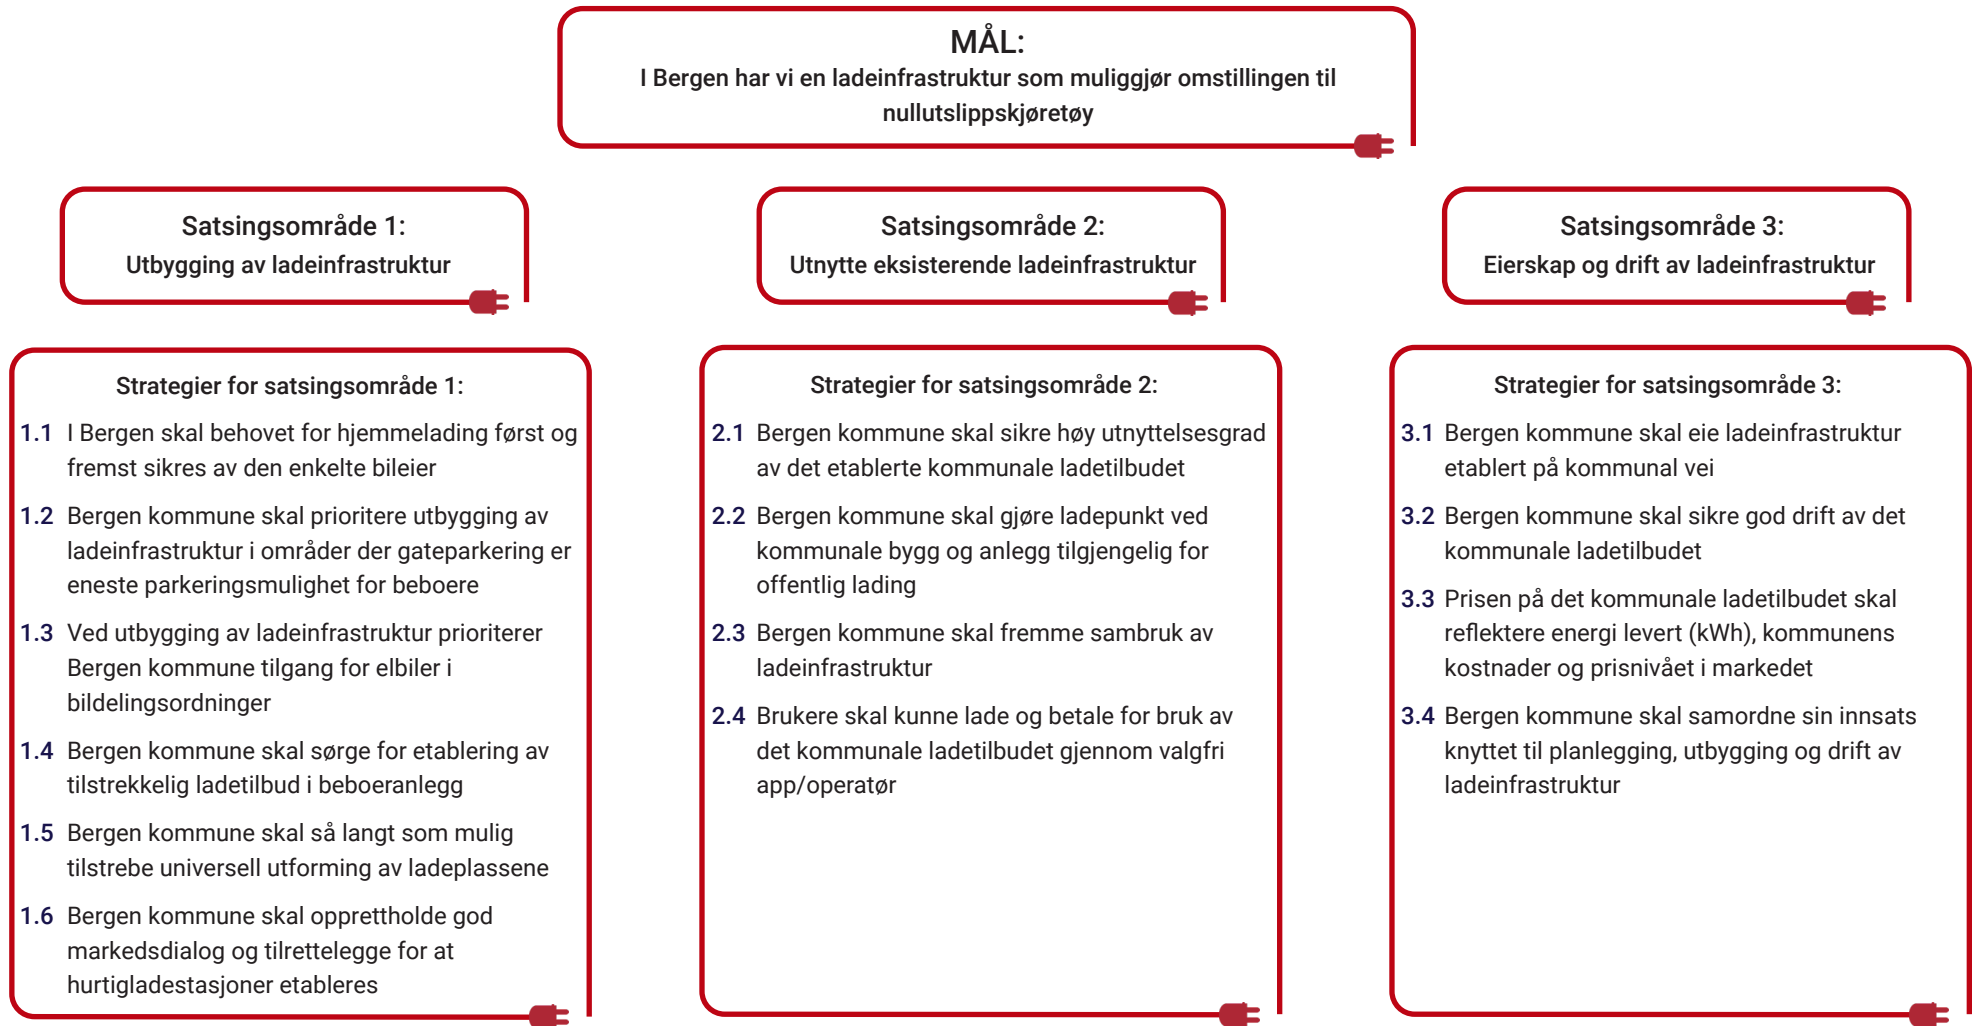 MÅL:
I Bergen har vi en ladeinfrastruktur som muliggjør omstillingen til
nullutslippskjøretøy
Satsingsområde 1:
Utbygging av ladeinfrastruktur
Satsingsområde 2:
Utnytte eksisterende ladeinfrastruktur
Satsingsområde 3:
Eierskap og drift av ladeinfrastruktur
Strategier for satsingsområde 1:
1.1 I Bergen skal behovet for hjemmelading først og
fremst sikres av den enkelte bileier
1.2 Bergen kommune skal prioritere utbygging av
ladeinfrastruktur i områder der gateparkering er
eneste parkeringsmulighet for beboere
1.3 Ved utbygging av ladeinfrastruktur prioriterer
Bergen kommune tilgang for elbiler i
bildelingsordninger
1.4 Bergen kommune skal sørge for etablering av
tilstrekkelig ladetilbud i beboeranlegg
1.5 Bergen kommune skal så langt som mulig
tilstrebe universell utforming av ladeplassene
1.6 Bergen kommune skal opprettholde god
markedsdialog og tilrettelegge for at
hurtigladestasjoner etableres
Strategier for satsingsområde 2:
2.1 Bergen kommune skal sikre høy utnyttelsesgrad
av det etablerte kommunale ladetilbudet
2.2 Bergen kommune skal gjøre ladepunkt ved
kommunale bygg og anlegg tilgjengelig for
offentlig lading
2.3 Bergen kommune skal fremme sambruk av
ladeinfrastruktur
2.4 Brukere skal kunne lade og betale for bruk av
det kommunale ladetilbudet gjennom valgfri
app/operatør
Strategier for satsingsområde 3:
3.1 Bergen kommune skal eie ladeinfrastruktur
etablert på kommunal vei
3.2 Bergen kommune skal sikre god drift av det
kommunale ladetilbudet
3.3 Prisen på det kommunale ladetilbudet skal
reflektere energi levert (kWh), kommunens
kostnader og prisnivået i markedet
3.4 Bergen kommune skal samordne sin innsats
knyttet til planlegging, utbygging og drift av
ladeinfrastruktur